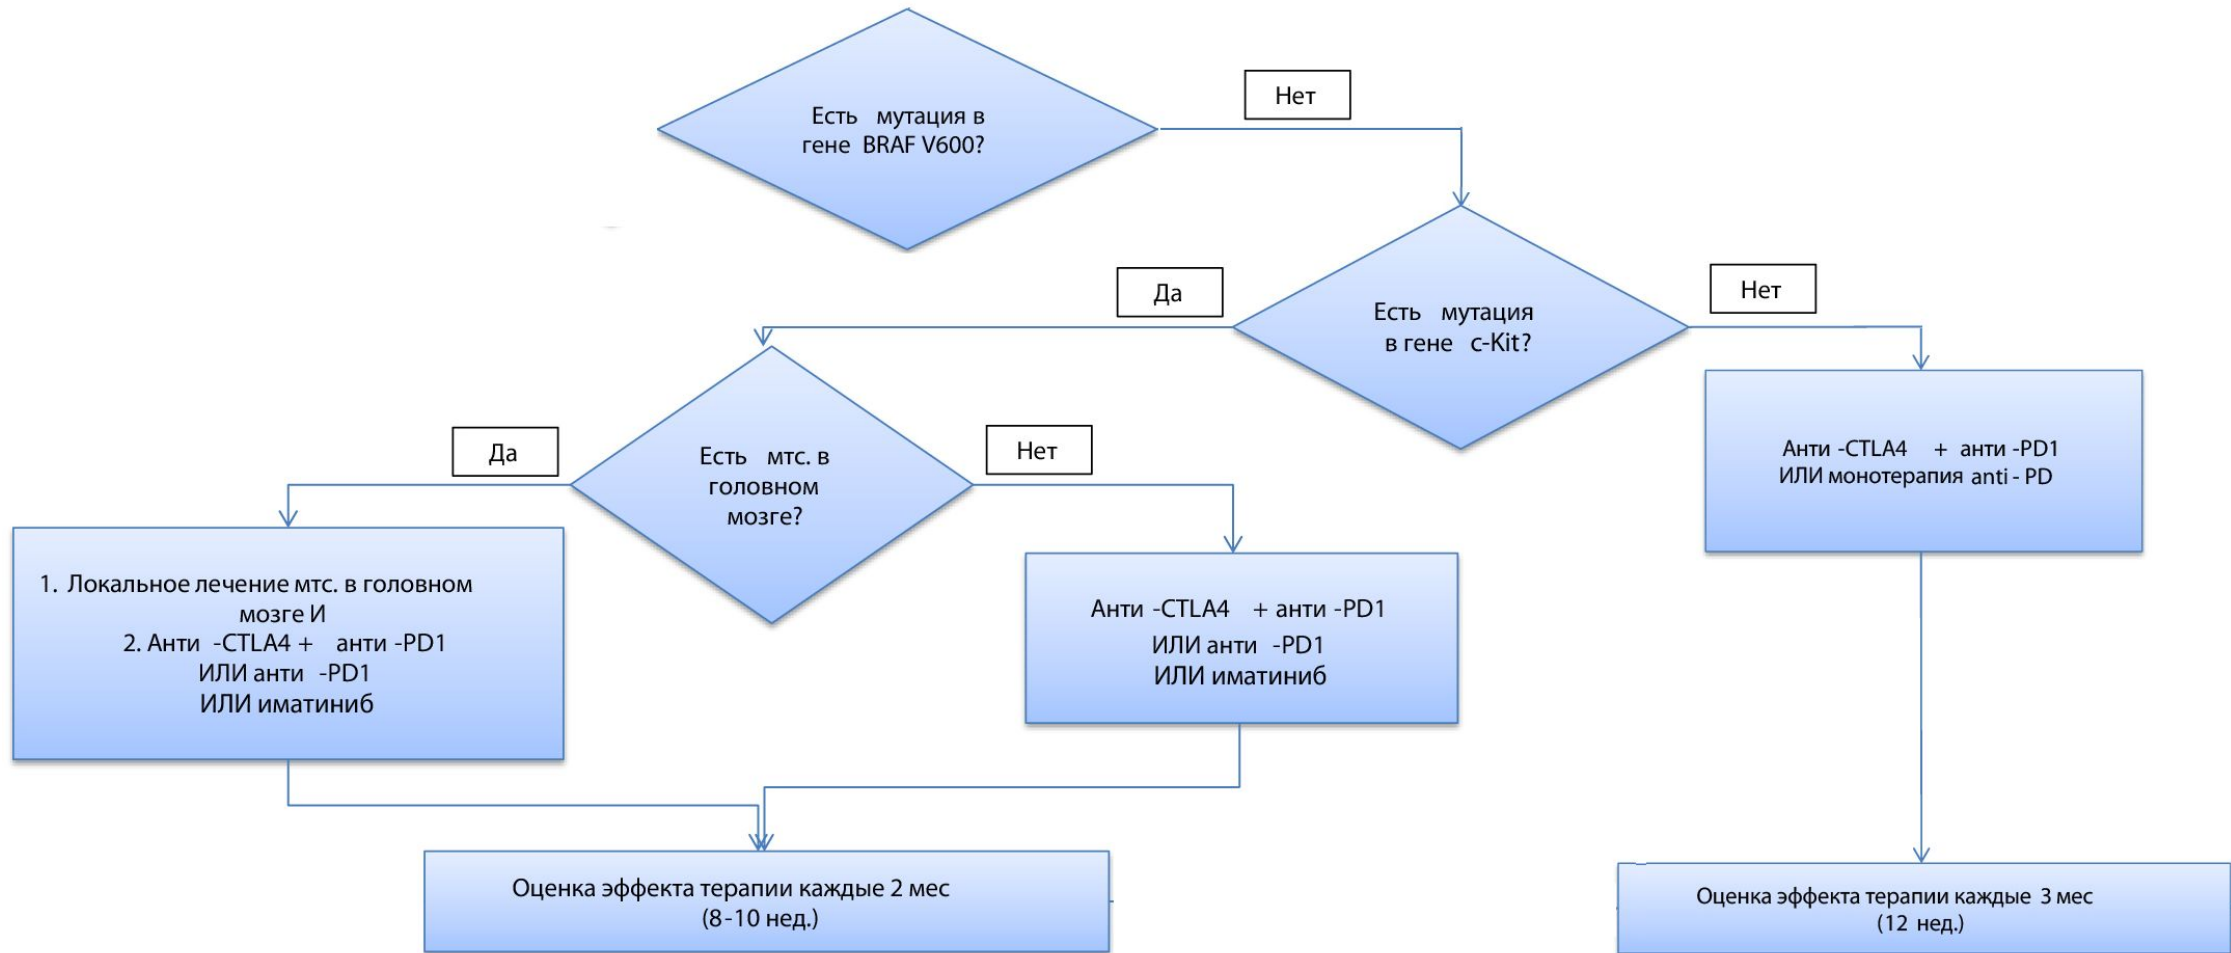 Есть мутация в
гене BRAF V600?
Нет
Да
Есть мутация
в гене c-Kit?
Нет
Да
Есть мтс. в
головном
мозге?
Нет
Анти -CTLA4 + анти -PD1
ИЛИ монотерапия anti - PD
1. Локальное лечение мтс. в головном
мозге И
2. Анти -CTLA4 + анти -PD1
ИЛИ анти -PD1
ИЛИ иматиниб
Анти -CTLA4 + анти -PD1
ИЛИ анти -PD1
ИЛИ иматиниб
Оценка эффекта терапии каждые 2 мес
(8-10 нед.)
Оценка эффекта терапии каждые 3 мес
(12 нед.)